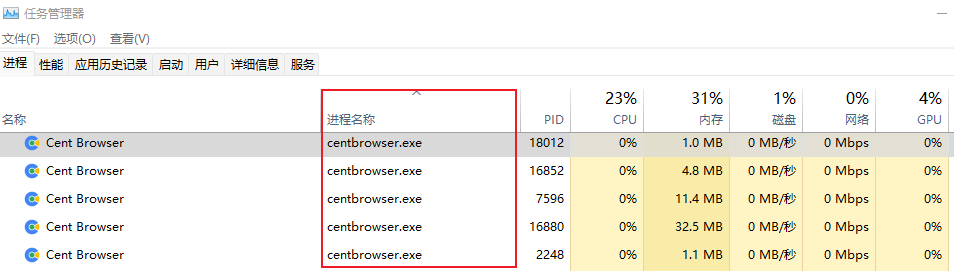 任务管理器
文件(F) 选项(O) 查看(V)
进程 性能 应用历史记录 启动 用户 详细信息 服务
23% 31% 1% 0% 4%
名称 进程名称 PID CPU 内存 磁盘 网络 GPU
Cent Browser centbrowser.exe 18012 0% 1.0 MB 0 MB/秒 0 Mbps 0%
Cent Browser centbrowser.exe 16852 0% 4.8 MB 0 MB/秒 0 Mbps 0%
Cent Browser centbrowser.exe 7596 0% 11.4 MB 0 MB/秒 0 Mbps 0%
Cent Browser centbrowser.exe 16880 0% 32.5 MB 0 MB/秒 0 Mbps 0%
Cent Browser centbrowser.exe 2248 0% 1.1 MB 0 MB/秒 0 Mbps 0%